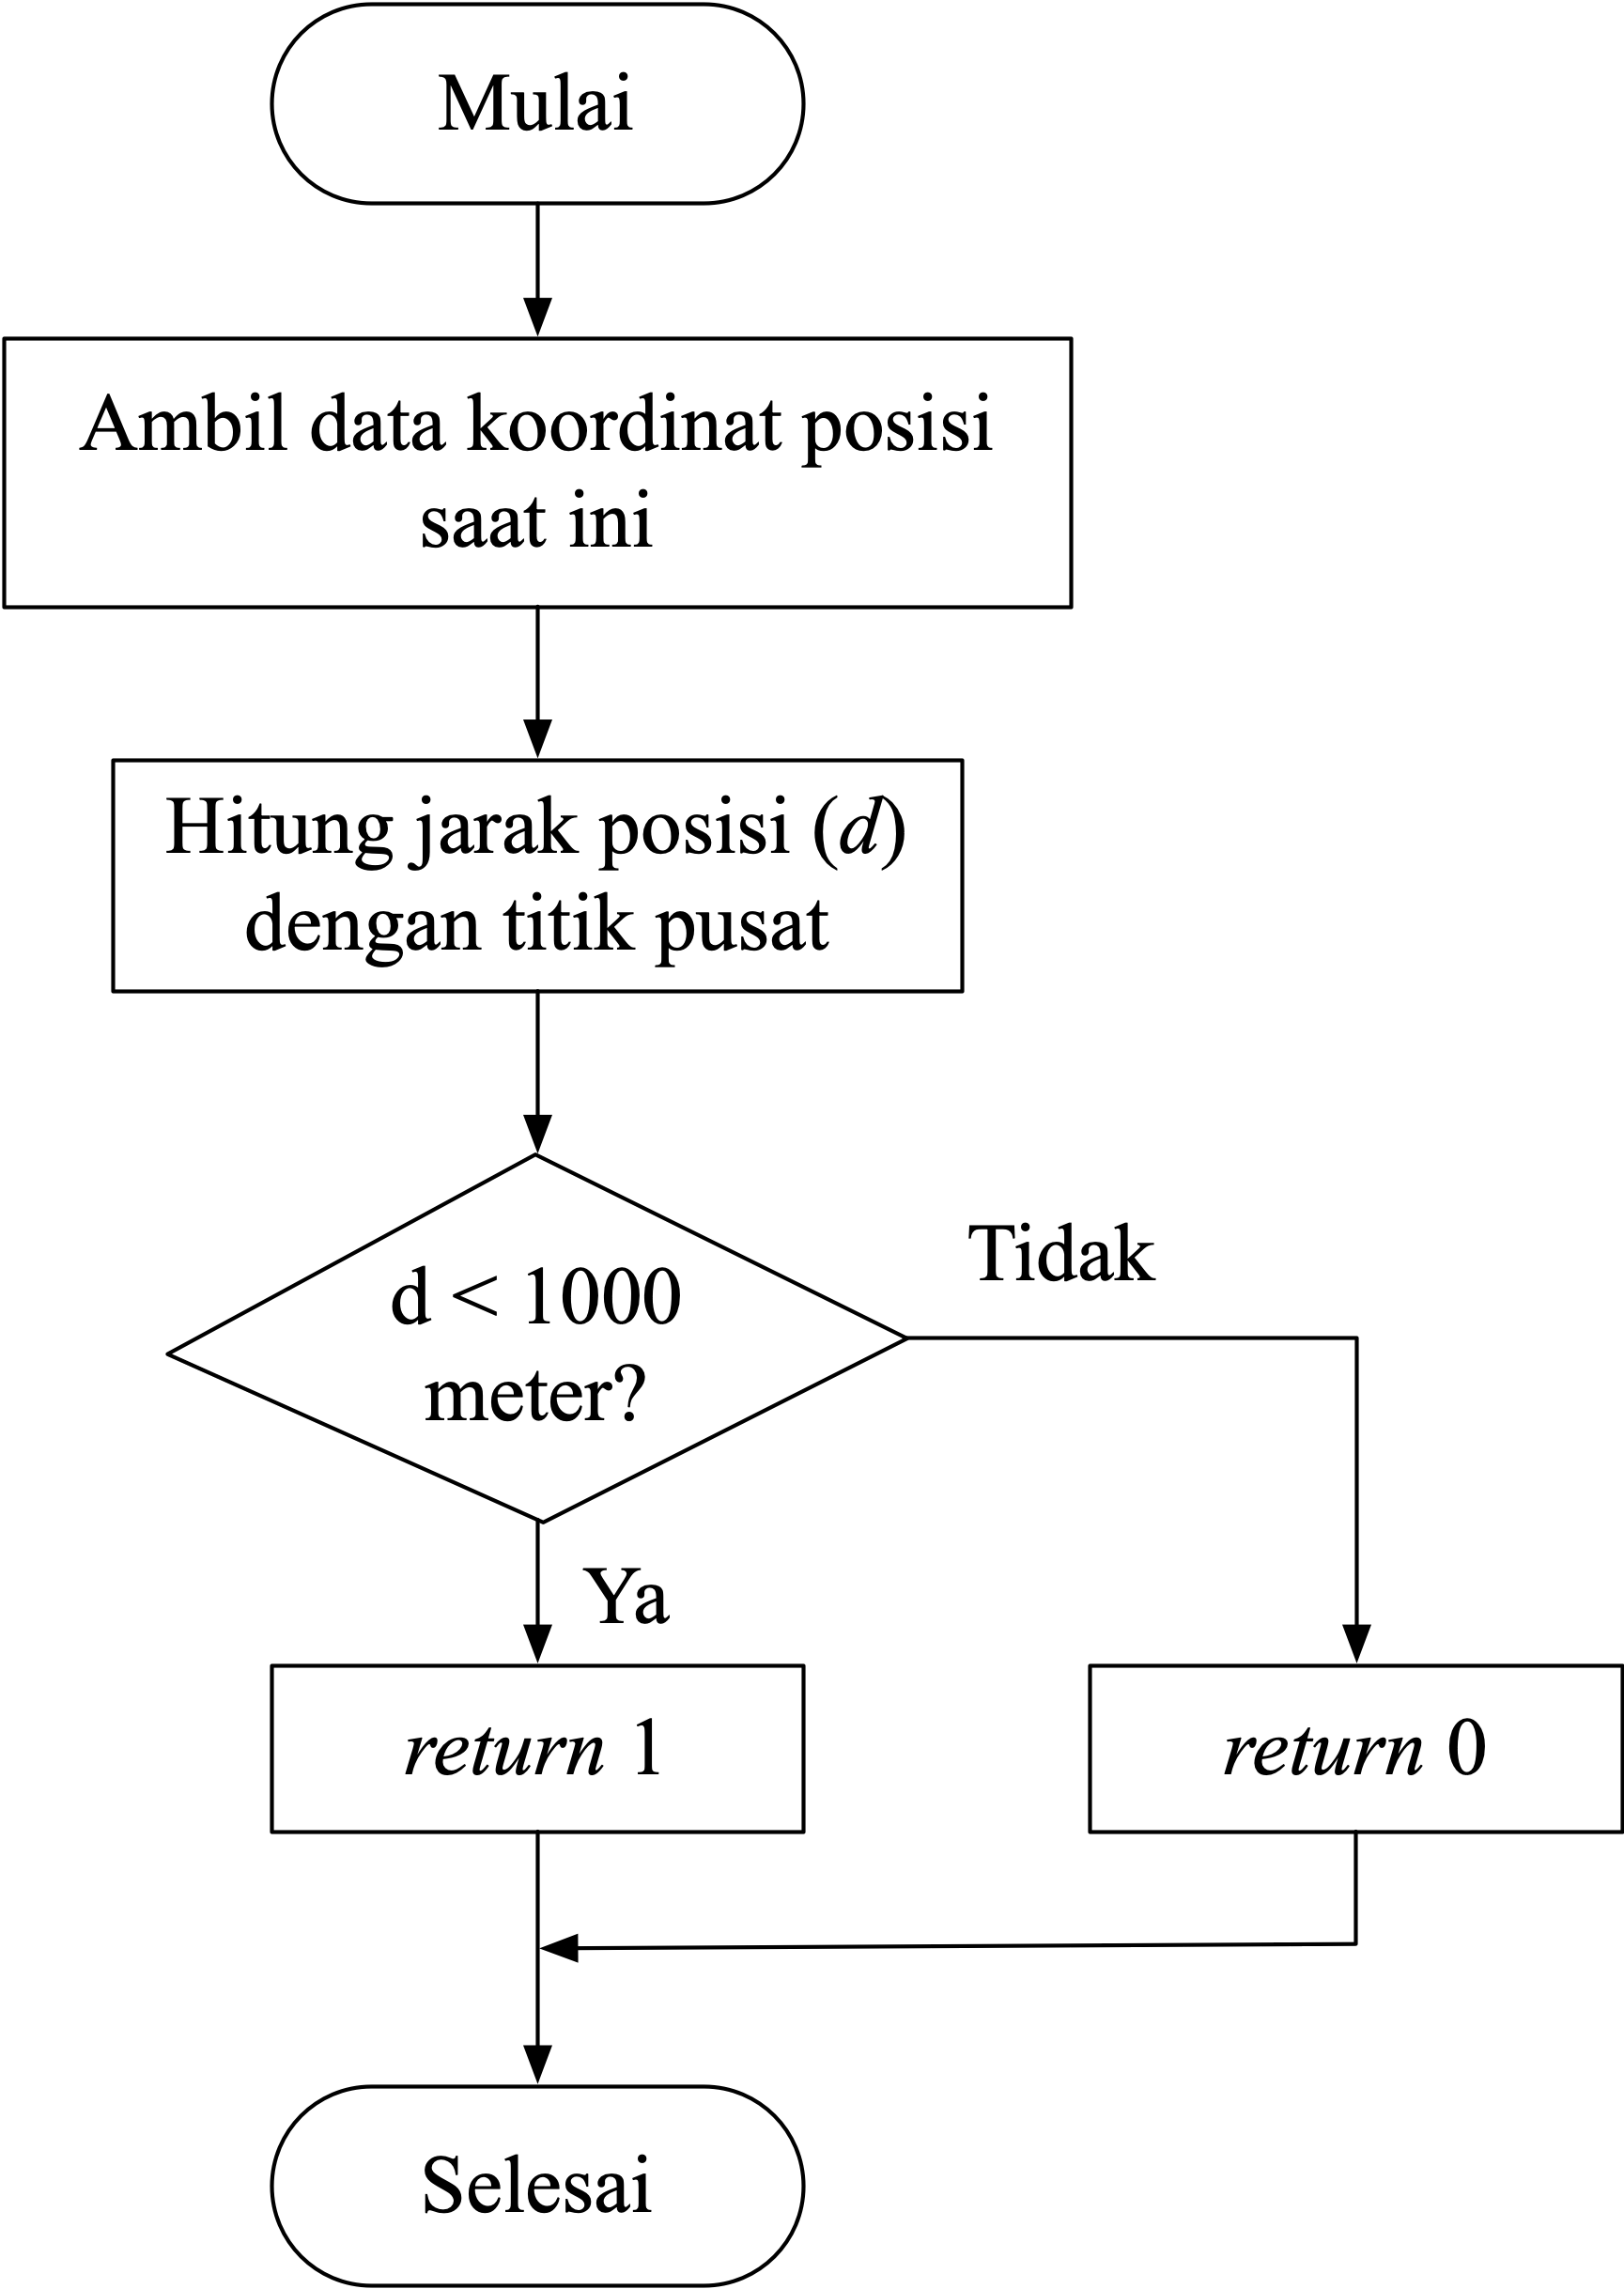 Mulai
Ambil data koordinat posisi
saat ini
Hitung jarak posisi (d)
dengan titik pusat
d < 1000
meter?
Tidak
Ya
return 1
return 0
Selesai